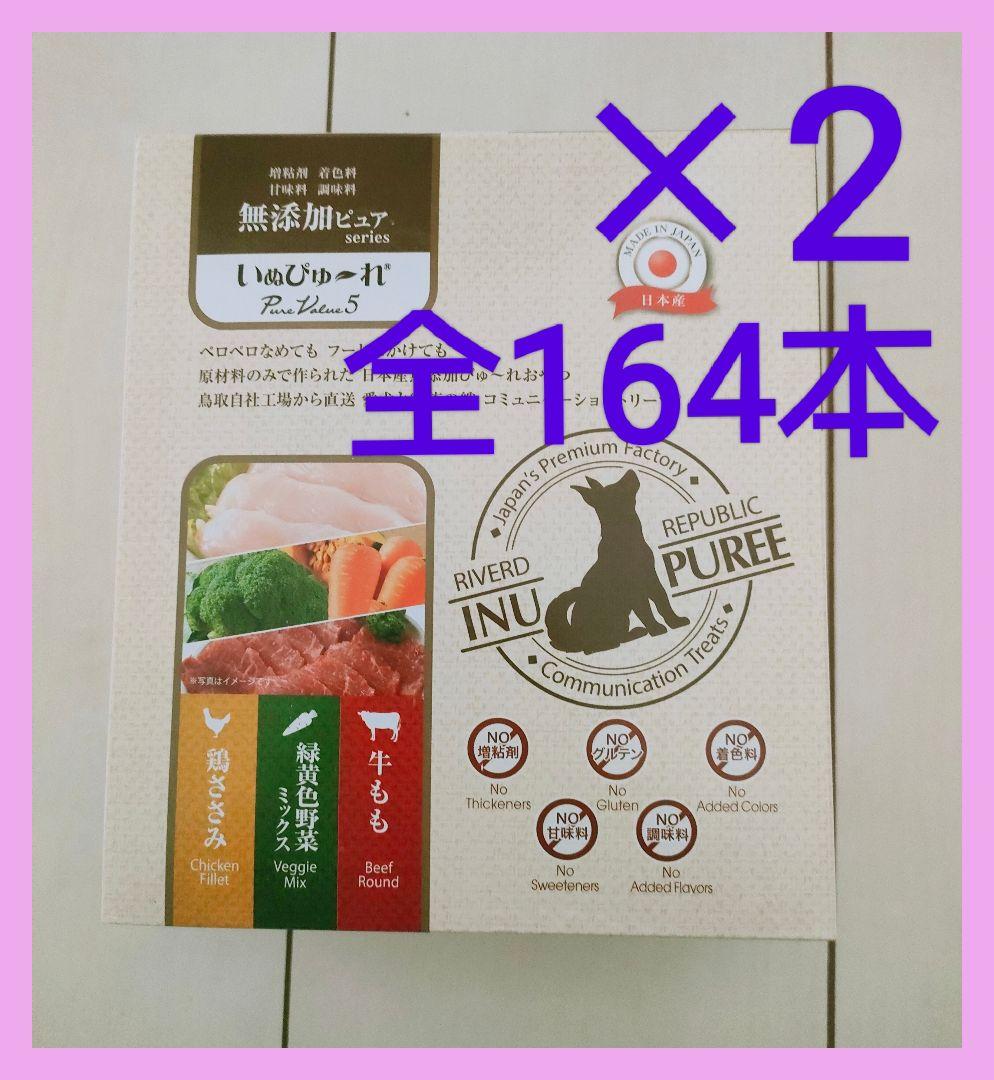 ×2
全164本
増粘剤 着色料
甘味料 調味料
無添加ピュア
series
いぬぴゅ〜れ®
PureValue5
MADE IN JAPAN
日本産
ペロペロなめても フード かけても
原材料のみで作られた 日本産 添加ぴゅ〜れおやつ
鳥取自社工場から直送 コミュニケーション トリー
Japan's Premium Factory
RIVERD
REPUBLIC
INU
PUREE
Communication Treats
※写真はイメージです
鶏ささみ
Chicken
Fillet
緑黄色野菜
ミックス
Veggie
Mix
牛もも
Beef
Round
NO
増粘剤
No
Thickeners
NO
グルテン
No
Gluten
NO
着色料
No
Added Colors
NO
甘味料
No
Sweeteners
NO
調味料
No
Added Flavors